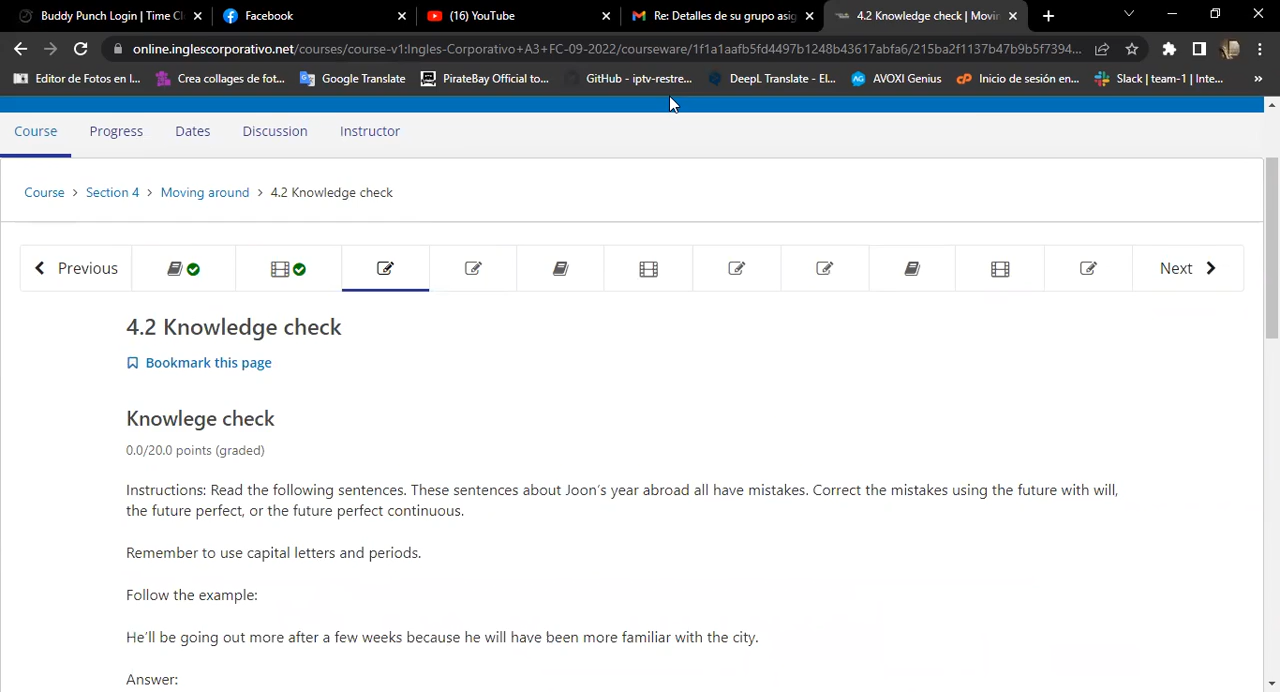 Buddy Punch Login | Time Cl
Facebook
(16) YouTube
Re: Detalles de su grupo asig
4.2 Knowledge check | Movin
online.inglescorporativo.net/courses/course-v1:Ingles-Corporativo+A3+FC-09-2022/courseware/1f1a1aafb5fd4497b1248b43617abfa6/215ba2f1137b47b9b5f7394...
Editor de Fotos en l...
Crea collages de fot...
Google Translate
PirateBay Official to...
GitHub - iptv-restre...
DeepL Translate - El...
AVOXI Genius
Inicio de sesión en...
Slack | team-1 | Inte...
»
Course
Progress
Dates
Discussion
Instructor
Course > Section 4 > Moving around > 4.2 Knowledge check
Previous
Next
4.2 Knowledge check
Bookmark this page
Knowlege check
0.0/20.0 points (graded)
Instructions: Read the following sentences. These sentences about Joon's year abroad all have mistakes. Correct the mistakes using the future with will,
the future perfect, or the future perfect continuous.
Remember to use capital letters and periods.
Follow the example:
He'll be going out more after a few weeks because he will have been more familiar with the city.
Answer: